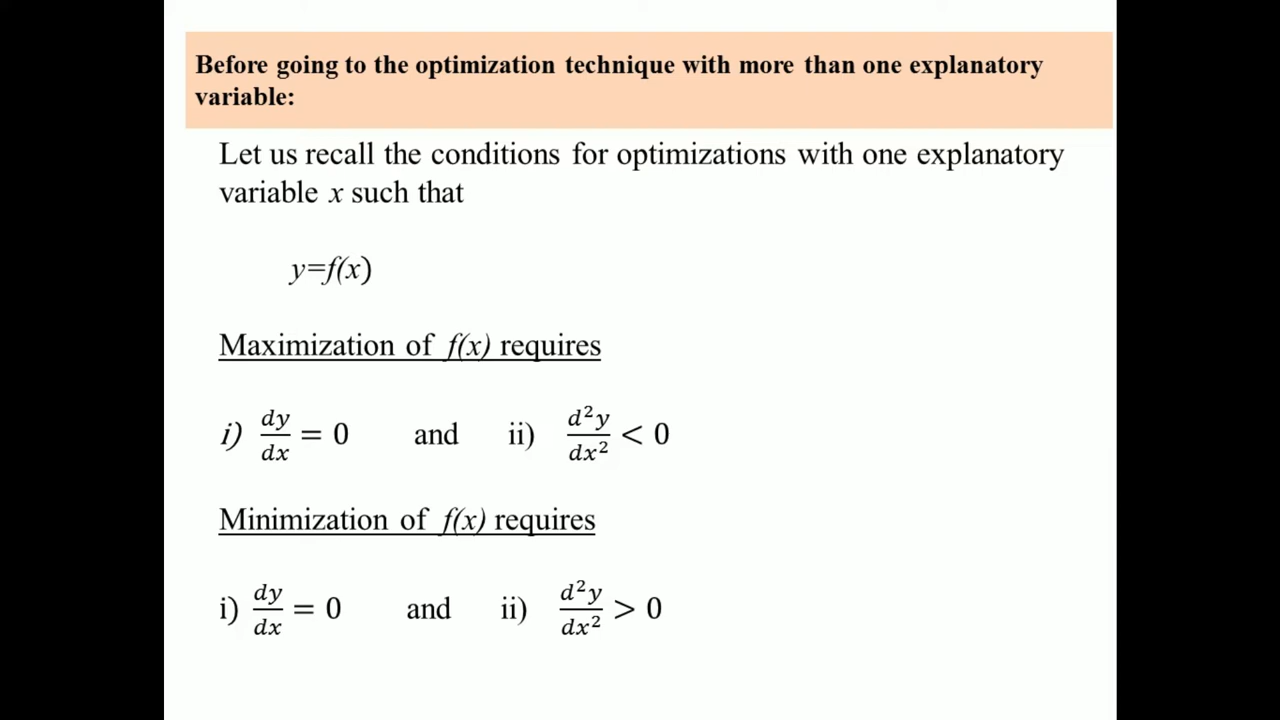 Before going to the optimization technique with more than one explanatory
variable:
Let us recall the conditions for optimizations with one explanatory
variable x such that
y=f(x)
Maximization of f(x) requires
i) dy/dx = 0 and ii) d²y/dx² < 0
Minimization of f(x) requires
i) dy/dx = 0 and ii) d²y/dx² > 0